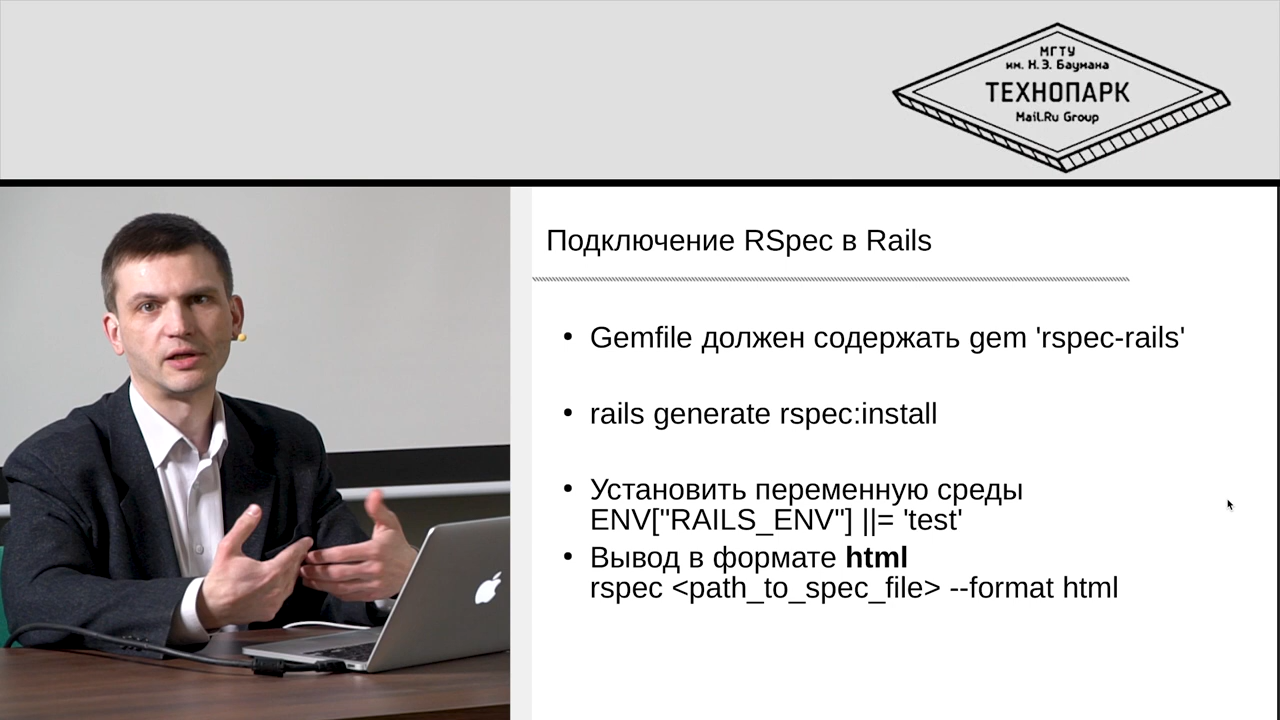 МГТУ
им. Н.Э. Баумана
ТЕХНОПАРК
Mail.Ru Group
Подключение RSpec в Rails
• Gemfile должен содержать gem 'rspec-rails'
• rails generate rspec:install
• Установить переменную среды
ENV["RAILS_ENV"] ||= 'test'
• Вывод в формате html
rspec <path_to_spec_file> --format html